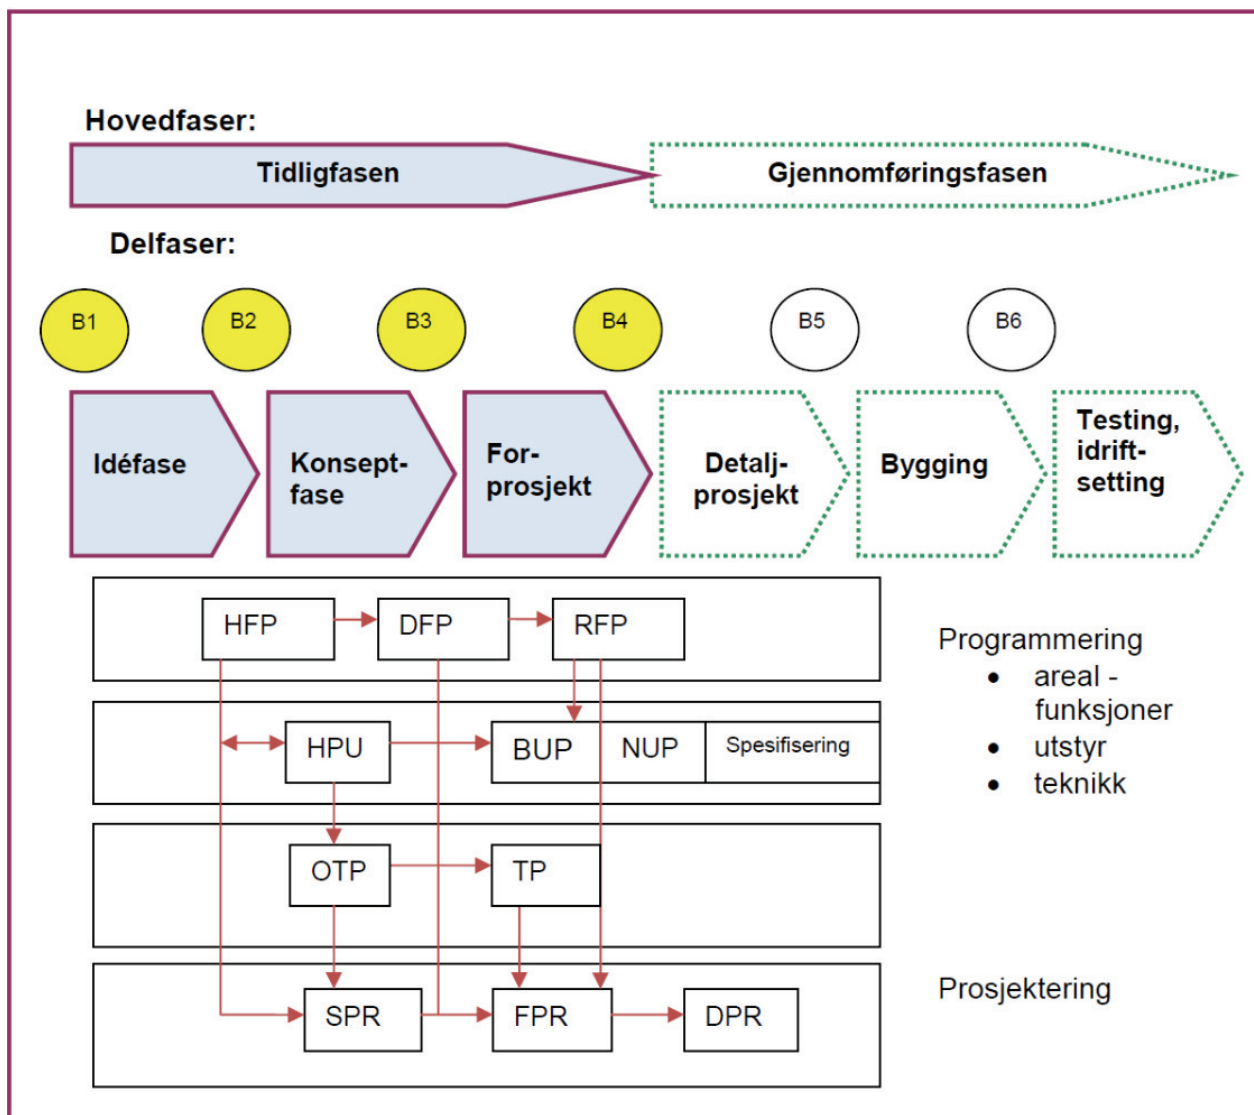 Hovedfaser:
Tidligfasen
Gjennomføringsfasen
Delfaser:
B1
B2
B3
B4
B5
B6
Idéfase
Konsept-
fase
For-
prosjekt
Detalj-
prosjekt
Bygging
Testing,
idrift-
setting
HFP
DFP
RFP
HPU
BUP
NUP
Spesifisering
OTP
TP
SPR
FPR
DPR
Programmering
• areal -
funksjoner
• utstyr
• teknikk
Prosjektering